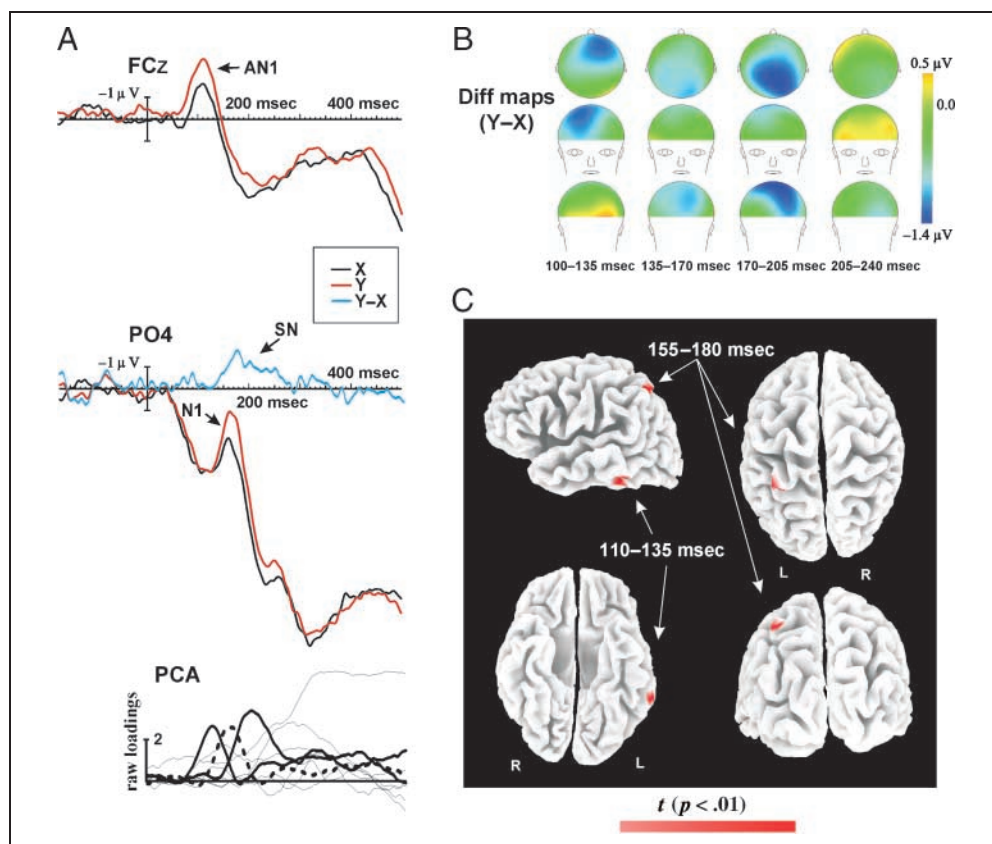 A
FCz
AN1
−1 μV
200 msec
400 msec
X
Y
Y−X
PO4
SN
−1 μV
400 msec
200 msec
N1
PCA
raw loadings
2
B
Diff maps
(Y−X)
0.5 μV
0.0
−1.4 μV
100−135 msec
135−170 msec
170−205 msec
205−240 msec
C
155−180 msec
110−135 msec
L
R
R
L
t (p < .01)